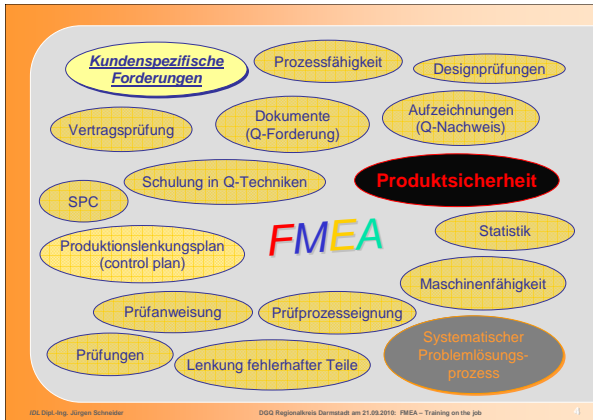 Kundenspezifische
Forderungen
Prozessfähigkeit
Designprüfungen
Vertragsprüfung
Dokumente
(Q-Forderung)
Aufzeichnungen
(Q-Nachweis)
Schulung in Q-Techniken
Produktsicherheit
SPC
FMEA
Statistik
Produktionslenkungsplan
(control plan)
Maschinenfähigkeit
Prüfanweisung
Prüfprozesseignung
Systematischer
Problemlösungs-
prozess
Prüfungen
Lenkung fehlerhafter Teile
IDL Dipl.-Ing. Jürgen Schneider
DGQ Regionalkreis Darmstadt am 21.09.2010: FMEA – Training on the job
4